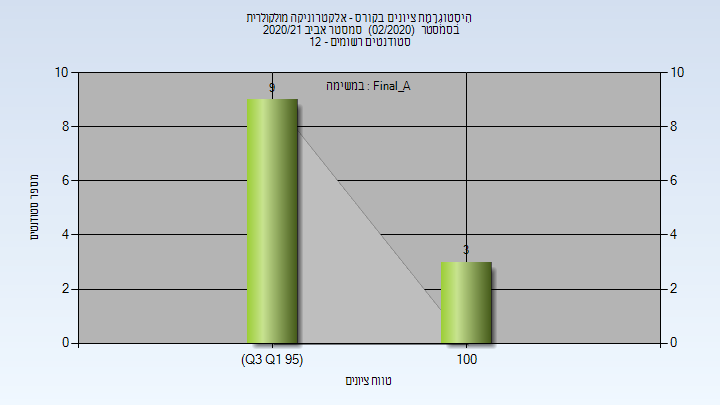 היסטוגרמת ציונים בקורס - אלקטרוניקה מולקולרית
בסמסטר (02/2020) סמסטר אביב 2020/21
סטודנטים רשומים - 12
במשימה : Final_A
10 10
9
8 8
6 6
4 4
3
2 2
0 0
מספר סטודנטים
(Q3 Q1 95) 100
טווח ציונים